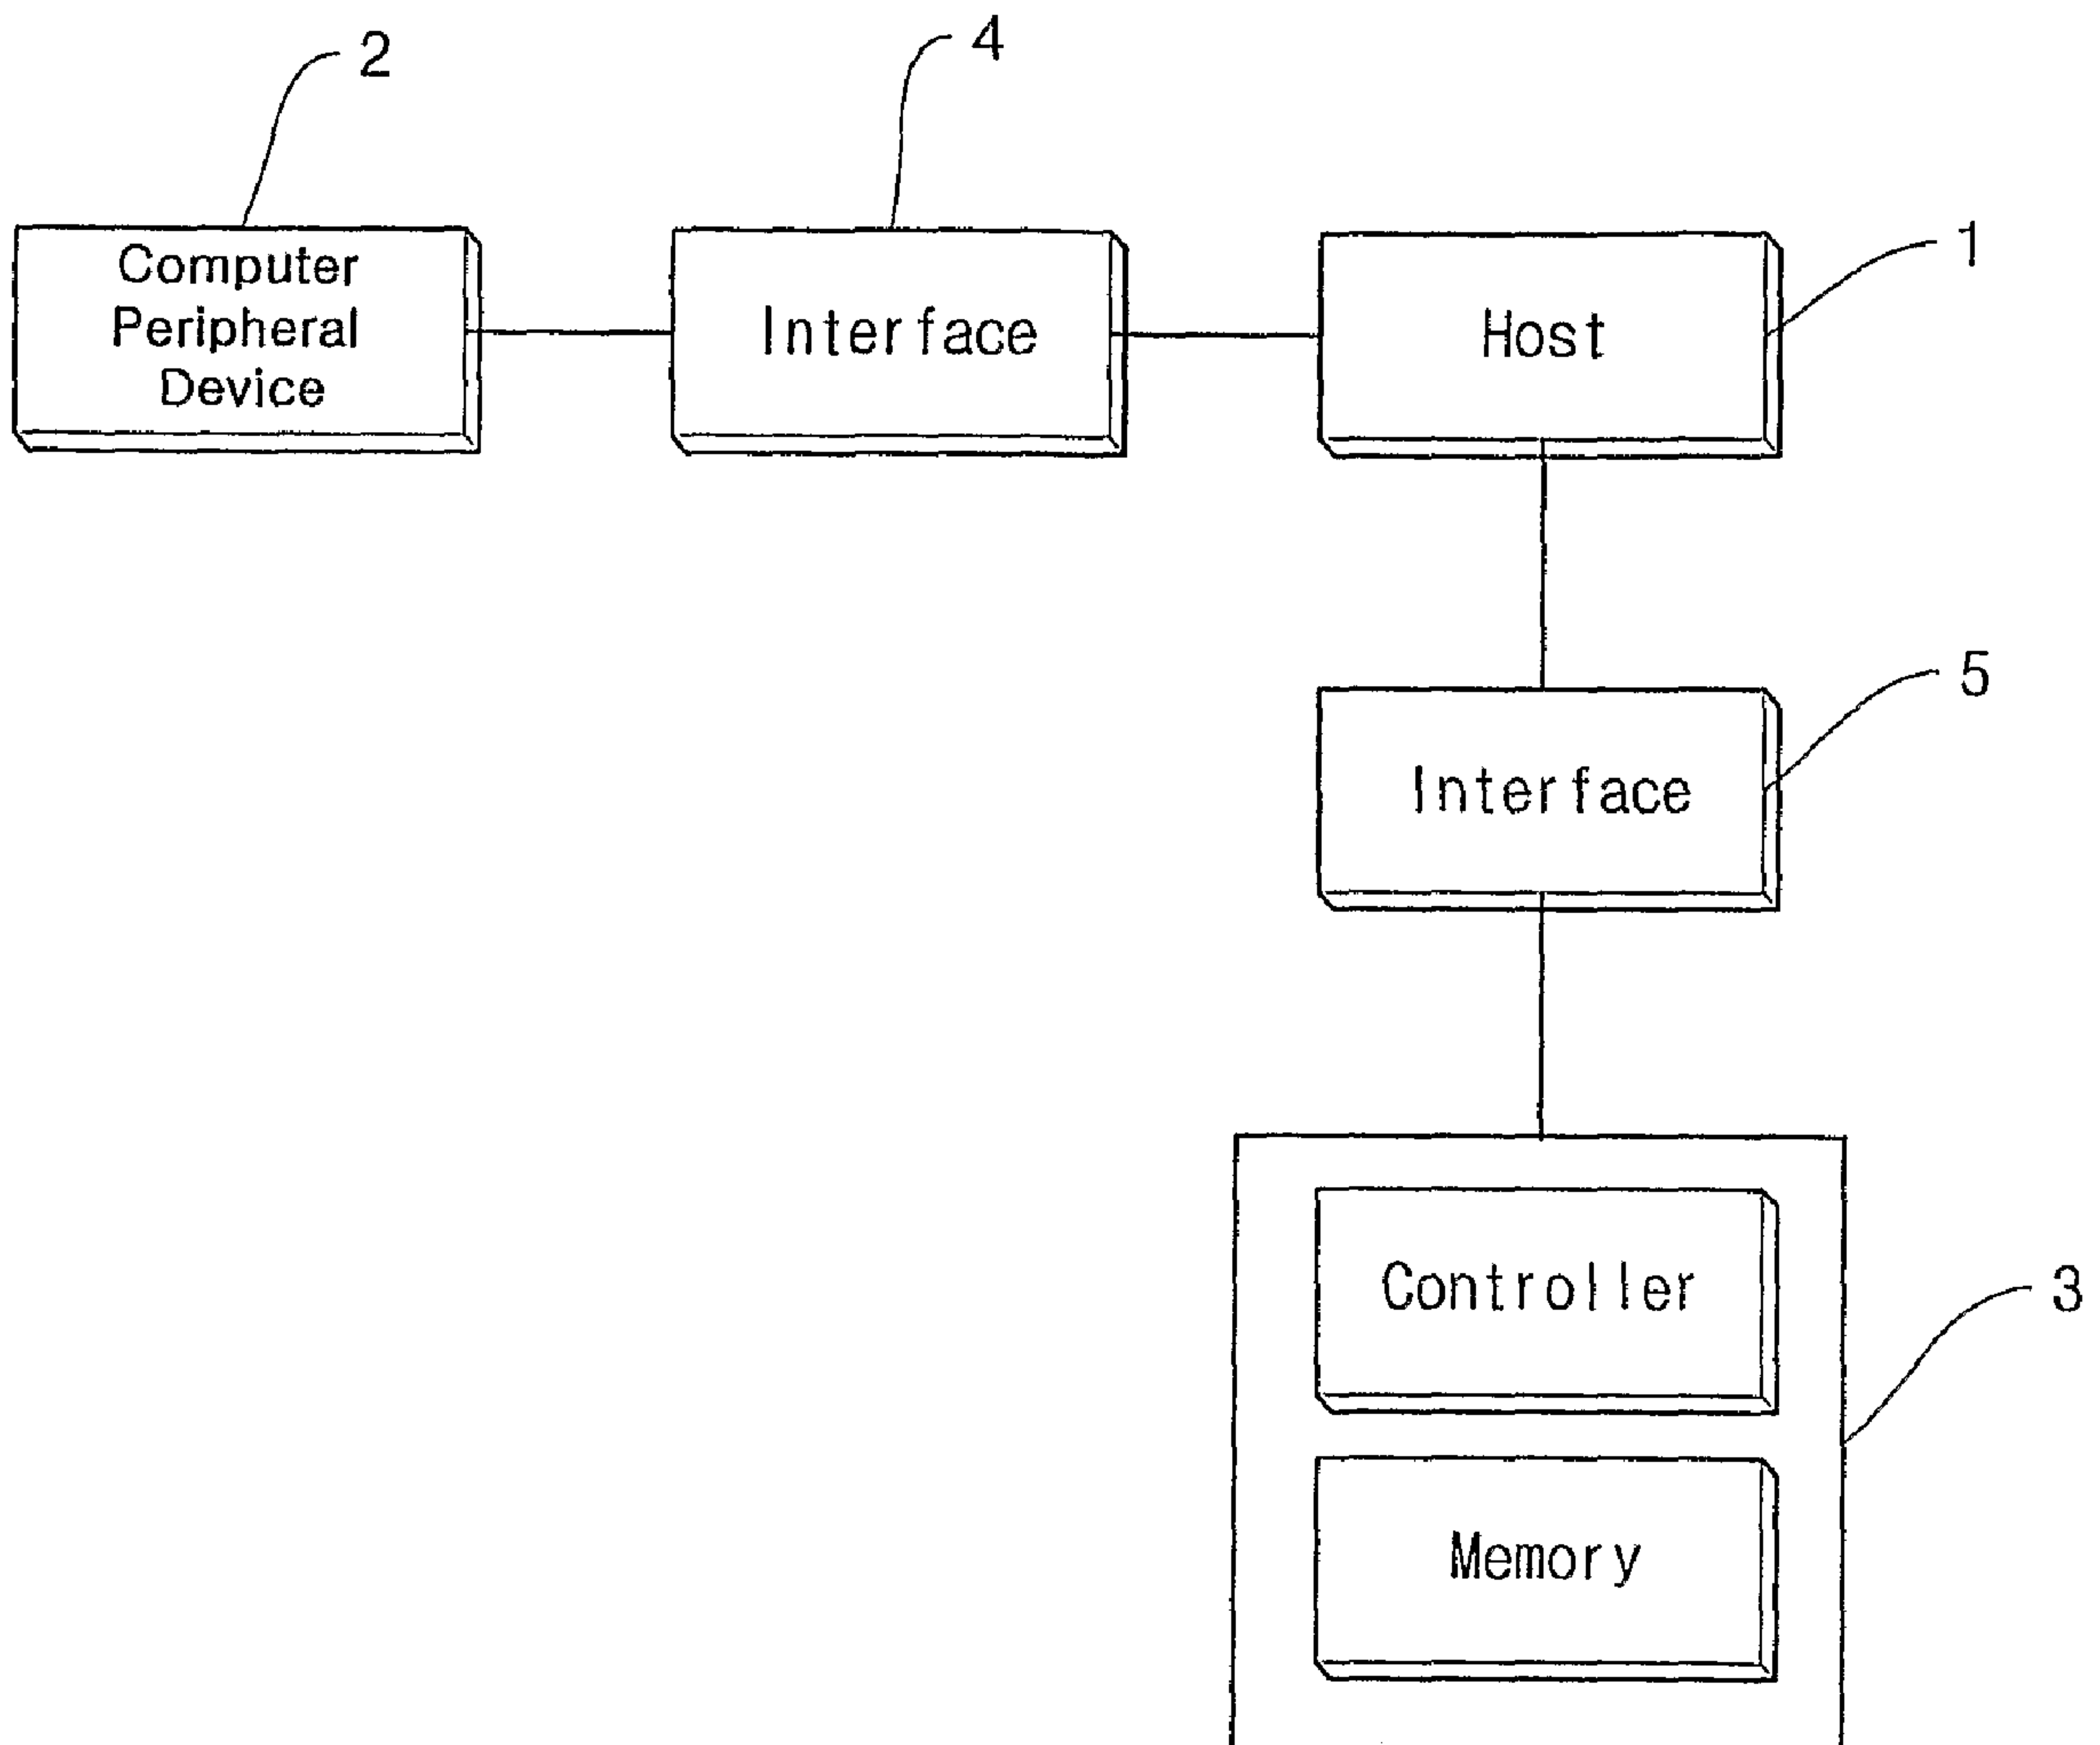 2
4
1
Computer
Peripheral
Device
Interface
Host
5
Interface
Controller
3
Memory